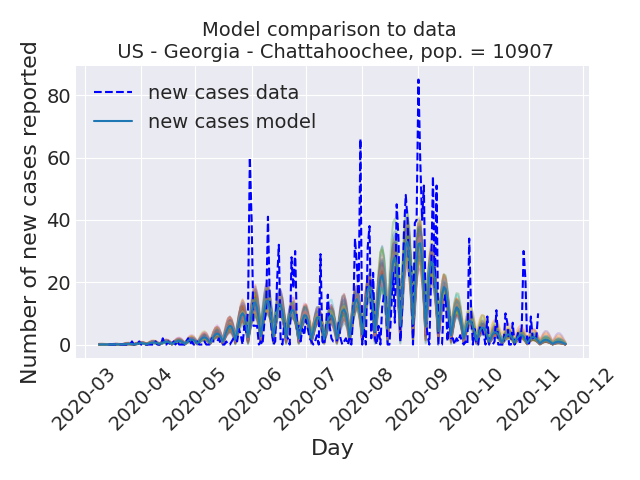 Model comparison to data
US - Georgia - Chattahoochee, pop. = 10907
Number of new cases reported
80
60
40
20
0
new cases data
new cases model
2020-03
2020-04
2020-05
2020-06
2020-07
2020-08
2020-09
2020-10
2020-11
2020-12
Day